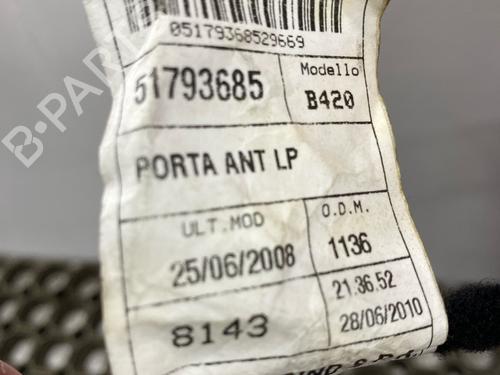 05179368529669
51793685
Modello
B420
PORTA ANT LP
ULT.MOD
O.D.M.
25/06/2008
1136
8143
21.36.52
28/06/2010